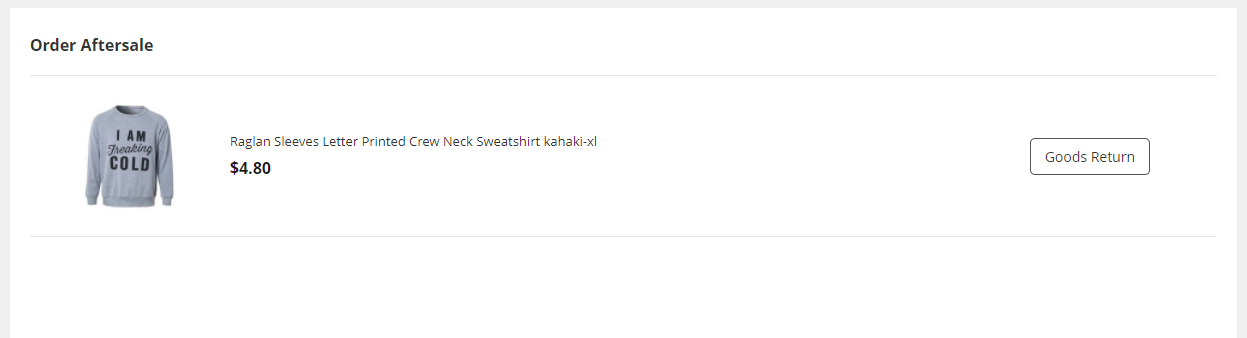 Order Aftersale
I AM
Freaking
COLD
Raglan Sleeves Letter Printed Crew Neck Sweatshirt kahaki-xl
$4.80
Goods Return